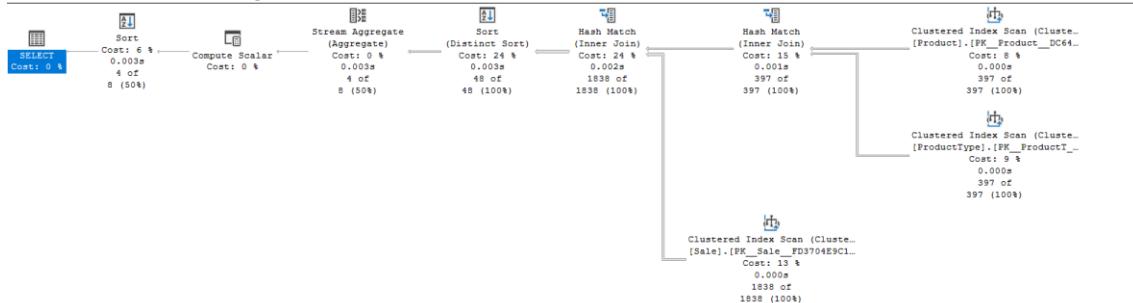 SELECT
Cost: 0 %
Sort
Cost: 6 %
0.003s
4 of
8 (50%)
Compute Scalar
Cost: 0 %
Stream Aggregate
(Aggregate)
Cost: 0 %
0.003s
4 of
8 (50%)
Sort
(Distinct Sort)
Cost: 24 %
0.003s
48 of
48 (100%)
Hash Match
(Inner Join)
Cost: 24 %
0.002s
1838 of
1838 (100%)
Hash Match
(Inner Join)
Cost: 15 %
0.001s
397 of
397 (100%)
Clustered Index Scan (Cluste…
[Product].[PK__Product__DC64…
Cost: 8 %
0.000s
397 of
397 (100%)
Clustered Index Scan (Cluste…
[ProductType].[PK__ProductT_…
Cost: 9 %
0.000s
397 of
397 (100%)
Clustered Index Scan (Cluste…
[Sale].[PK__Sale__FD3704E9C1…
Cost: 13 %
0.000s
1838 of
1838 (100%)